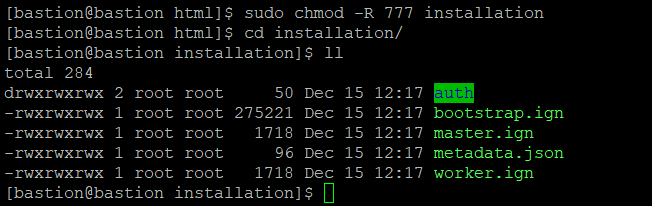 [bastion@bastion html]$ sudo chmod -R 777 installation
[bastion@bastion html]$ cd installation/
[bastion@bastion installation]$ ll
total 284
drwxrwxrwx 2 root root     50 Dec 15 12:17 auth
-rwxrwxrwx 1 root root 275221 Dec 15 12:17 bootstrap.ign
-rwxrwxrwx 1 root root   1718 Dec 15 12:17 master.ign
-rwxrwxrwx 1 root root     96 Dec 15 12:17 metadata.json
-rwxrwxrwx 1 root root   1718 Dec 15 12:17 worker.ign
[bastion@bastion installation]$